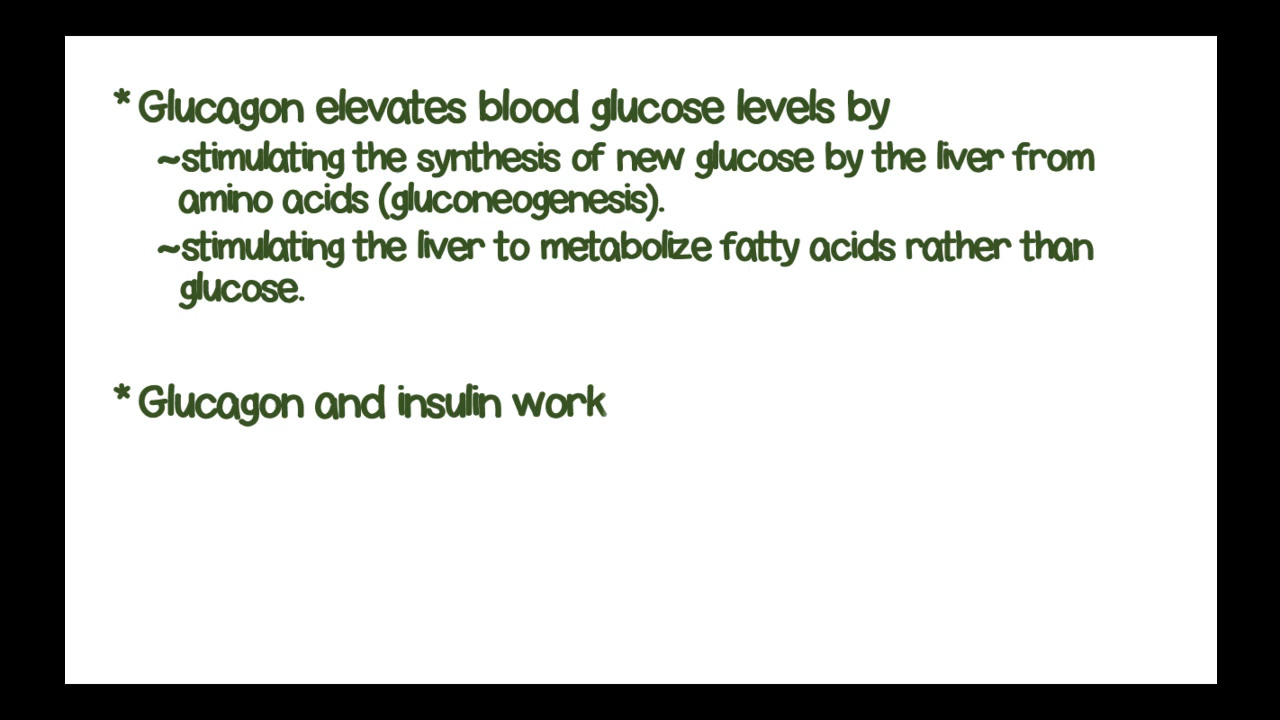 * Glucagon elevates blood glucose levels by
~stimulating the synthesis of new glucose by the liver from
amino acids (gluconeogenesis).
~stimulating the liver to metabolize fatty acids rather than
glucose.
* Glucagon and insulin work